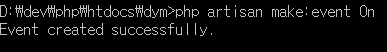 D:₩dev₩php₩htdocs₩dym>php artisan make:event On
Event created successfully.